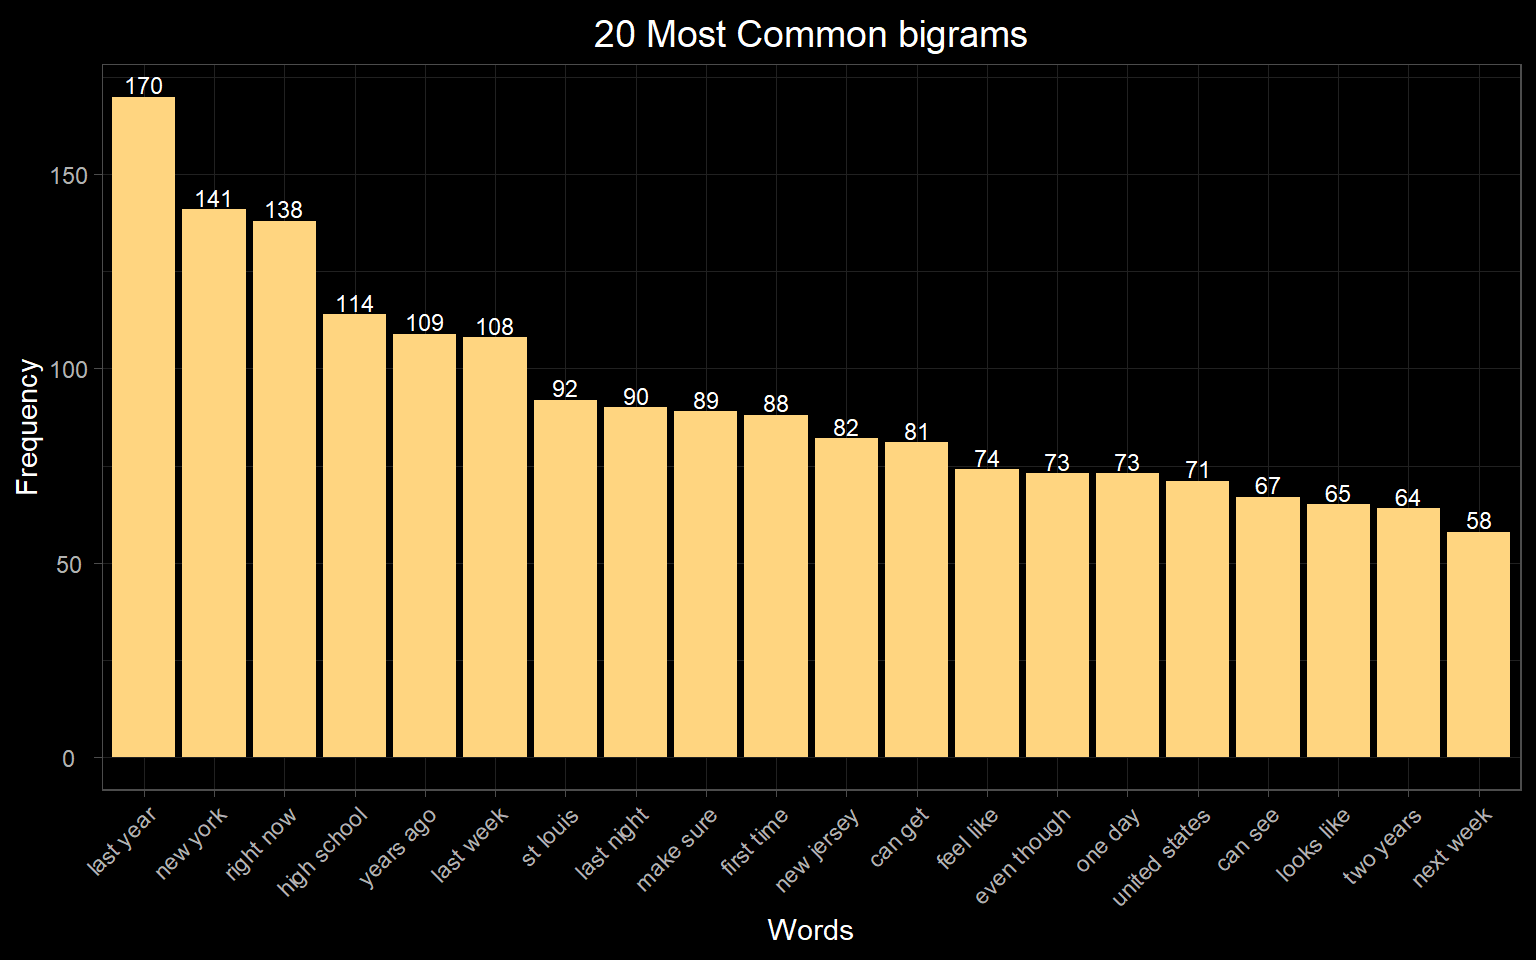 20 Most Common bigrams
170
141
138
114
109
108
92
90
89
88
82
81
74
73
73
71
67
65
64
58
Frequency
150
100
50
0
last year
new york
right now
high school
years ago
last week
st louis
last night
make sure
first time
new jersey
can get
feel like
even though
one day
united states
can see
looks like
two years
next week
Words